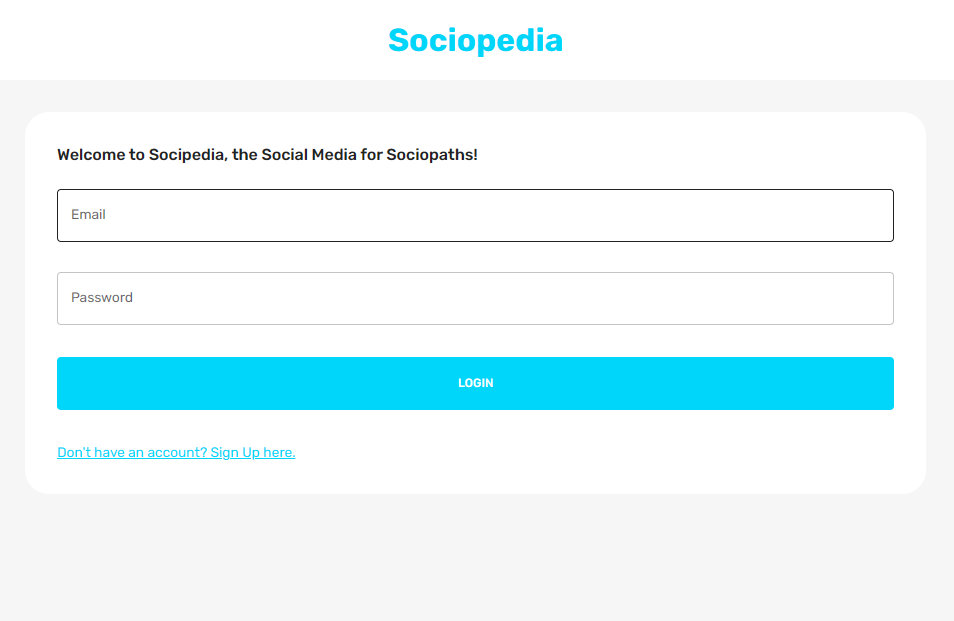 Sociopedia
Welcome to Socipedia, the Social Media for Sociopaths!
Email
Password
LOGIN
Don't have an account? Sign Up here.